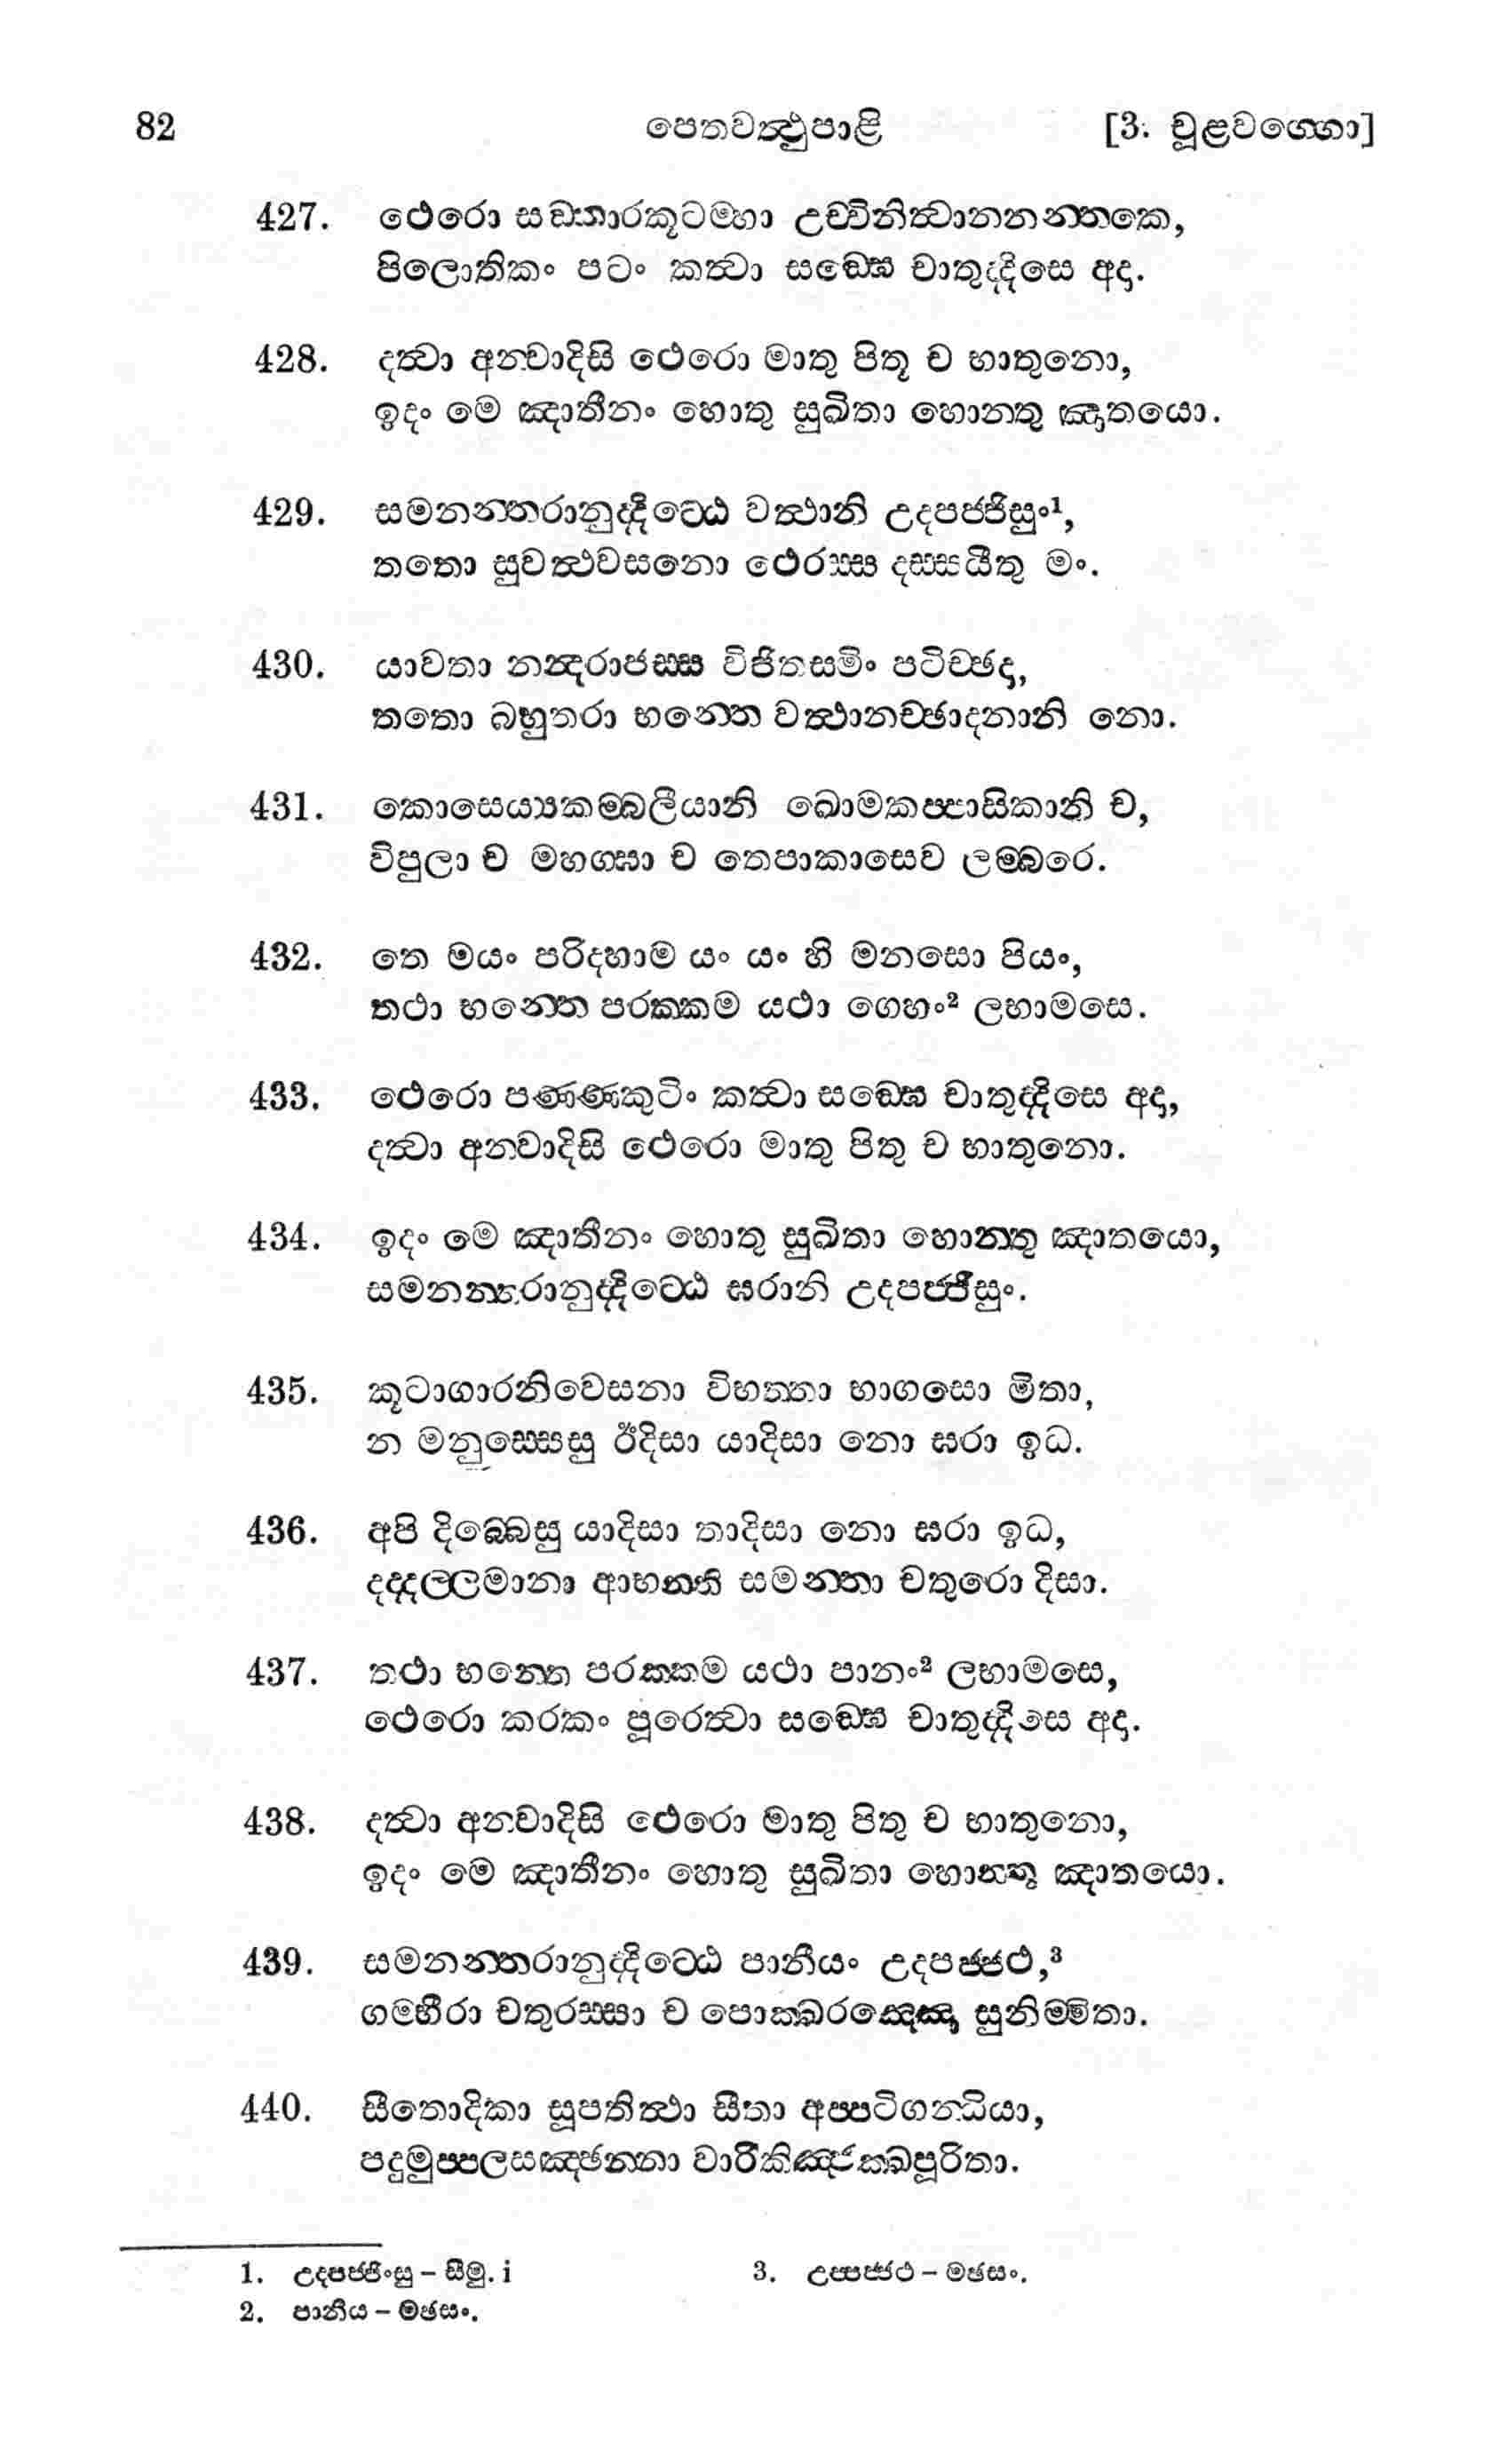 82 පෙතවත්ථුපාළි [3. චූළවග්ගො]
427. ථෙරො සඞ්කාරකූටම්හා උච්චිනිත්වානනන්තකෙ,
පිලොතිකං පටං කත්වා සඞ්ඝෙ චාතුද්දිසෙ අදා.
428. දත්වා අන්වාදිසි ථෙරො මාතු පිතූ ච භාතුනො,
ඉදං මෙ ඤාතීනං හොතු සුඛිතා හොන්තු ඤාතයො.
429. සමනන්තරානුද්දිට්ඨෙ වත්ථානි උදපජ්ජිසුං¹,
තතො සුවත්ථවසනො ථෙරස්ස දස්සයීතු මං.
430. යාවතා නන්දරාජස්ස විජිතස්මිං පටිච්ඡදා,
තතො බහුතරා භන්තෙ වත්ථානච්ඡාදනානි නො.
431. කොසෙය්‍යකම්බලීයානි ඛොමකප්පාසිකානි ච,
විපුලා ච මහග්ඝා ච තෙපාකාසෙව ලම්බරෙ.
432. තෙ මයං පරිදහාම යං යං හි මනසො පියං,
තථා භන්තෙ පරක්කම යථා ගෙහං² ලභාමසෙ.
433. ථෙරො පණ්ණකුටිං කත්වා සඞ්ඝෙ චාතුද්දිසෙ අදා,
දත්වා අන්වාදිසි ථෙරො මාතු පිතු ච භාතුනො.
434. ඉදං මෙ ඤාතීනං හොතු සුඛිතා හොන්තු ඤාතයො,
සමනන්තරානුද්දිට්ඨෙ ඝරානි උදපජ්ජිසුං.
435. කූටාගාරනිවෙසනා විභත්තා භාගසො මිතා,
න මනුස්සෙසු ඊදිසා යාදිසා නො ඝරා ඉධ.
436. අපි දිබ්බෙසු යාදිසා තාදිසා නො ඝරා ඉධ,
දද්දල්ලමානා ආභන්ති සමන්තා චතුරො දිසා.
437. තථා භන්තෙ පරක්කම යථා පානං² ලභාමසෙ,
ථෙරො කරකං පූරෙත්වා සඞ්ඝෙ චාතුද්දිසෙ අදා.
438. දත්වා අන්වාදිසි ථෙරො මාතු පිතු ච භාතුනො,
ඉදං මෙ ඤාතීනං හොතු සුඛිතා හොන්තු ඤාතයො.
439. සමනන්තරානුද්දිට්ඨෙ පානීයං උදපජ්ජථ,³
ගම්භීරා චතුරස්සා ච පොක්ඛරඤ්ඤො සුනිම්මිතා.
440. සීතොදිකා සූපතිත්ථා සීතා අප්පටිගන්ධියා,
පදුමුප්පලසඤ්ඡන්නා වාරිකිඤ්ජක්ඛපූරිතා.
1. උදපජ්ජිංසු – සීමු. i 3. උප්පජ්ජථ – මඡසං.
2. පානීය – මඡසං.